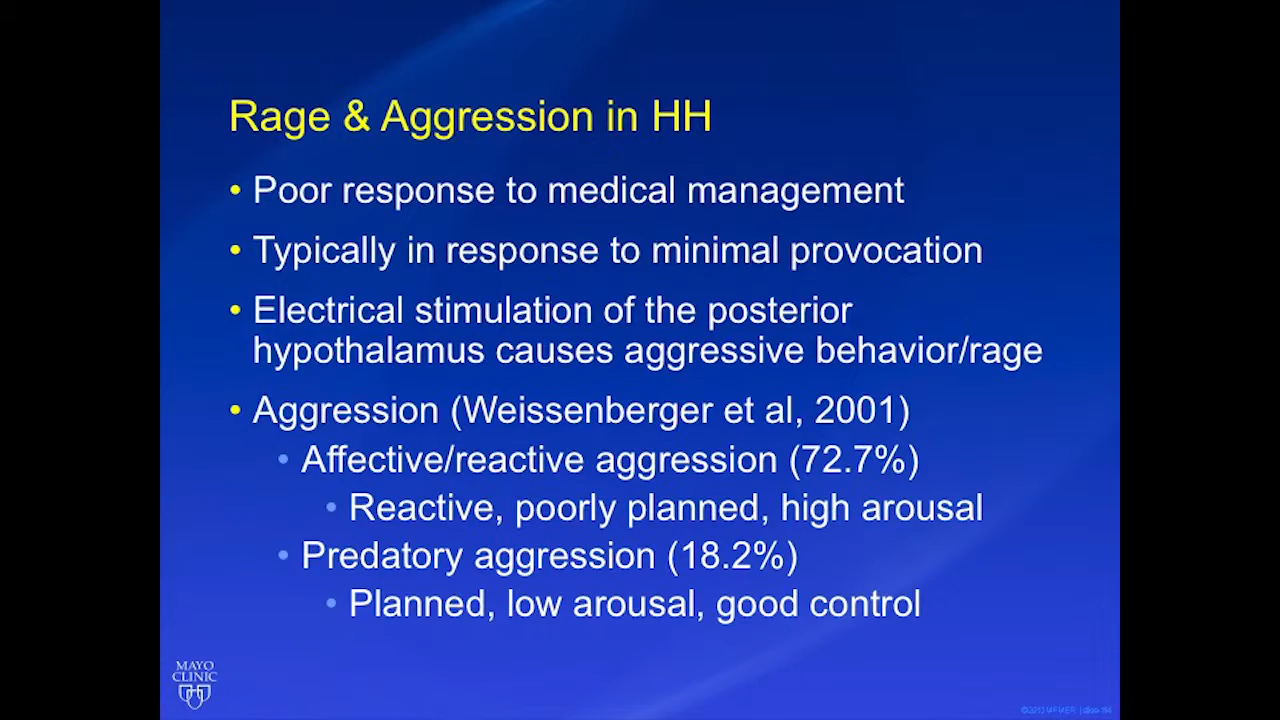 Rage & Aggression in HH
• Poor response to medical management
• Typically in response to minimal provocation
• Electrical stimulation of the posterior
hypothalamus causes aggressive behavior/rage
• Aggression (Weissenberger et al, 2001)
• Affective/reactive aggression (72.7%)
• Reactive, poorly planned, high arousal
• Predatory aggression (18.2%)
• Planned, low arousal, good control
MAYO
CLINIC